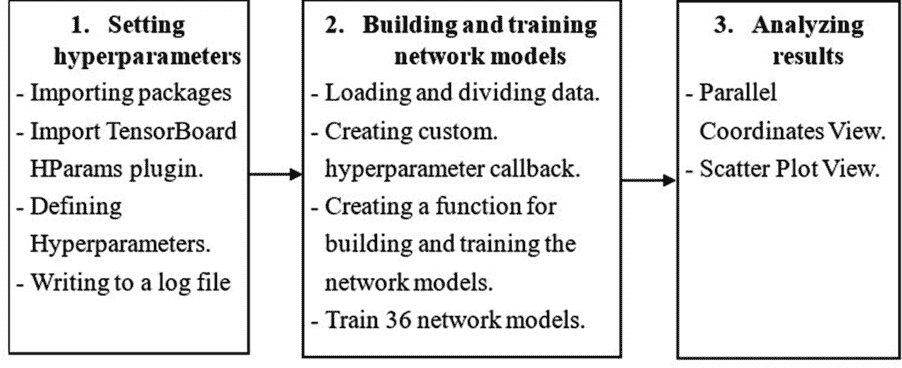 1. Setting
hyperparameters
- Importing packages
- Import TensorBoard
HParams plugin.
- Defining
Hyperparameters.
- Writing to a log file
2. Building and training
network models
- Loading and dividing data.
- Creating custom.
hyperparameter callback.
- Creating a function for
building and training the
network models.
- Train 36 network models.
3. Analyzing
results
- Parallel
Coordinates View.
- Scatter Plot View.